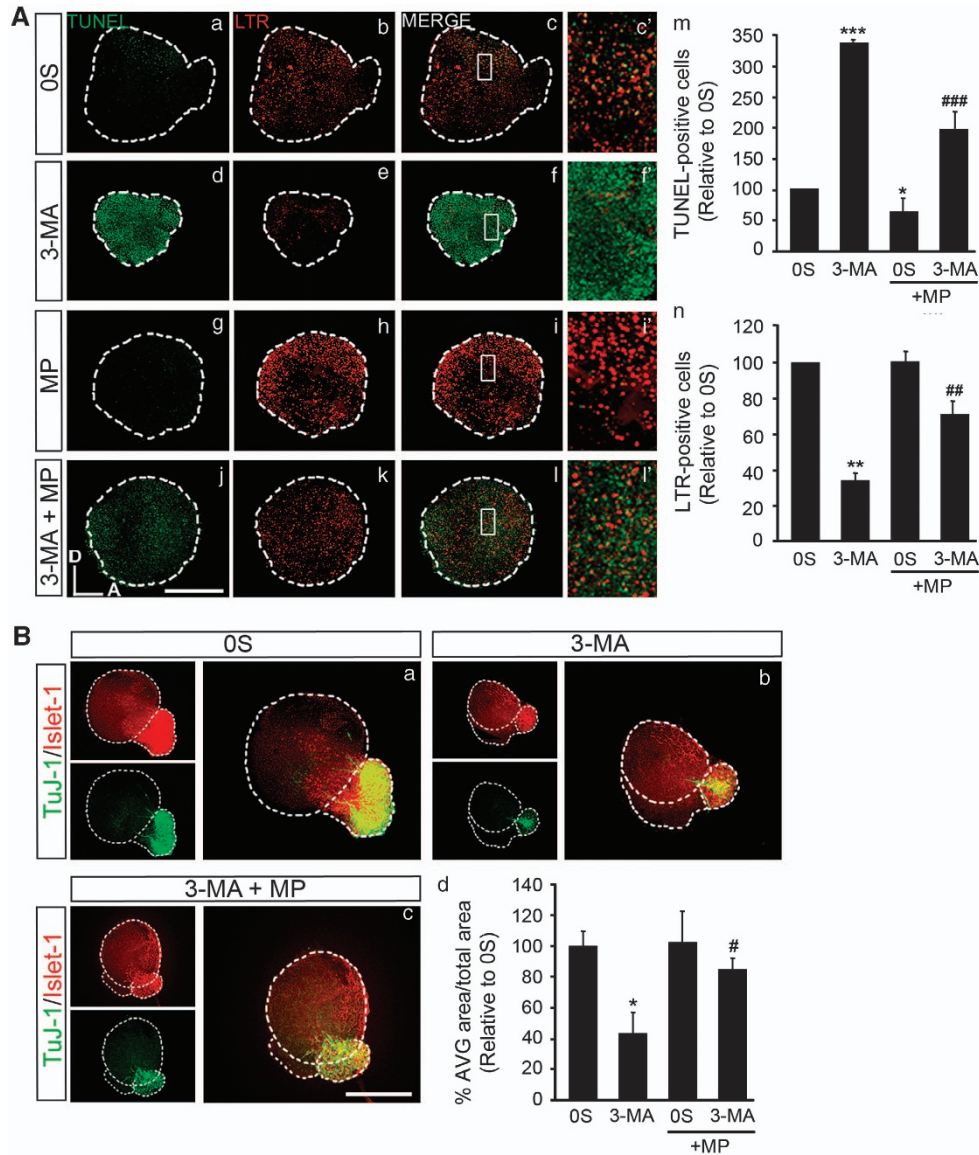 A
TUNEL a LTR b MERGE c c'
0S
d e f f'
3-MA
g h i i'
MP
j k l l'
3-MA + MP
D
A
m
TUNEL-positive cells
(Relative to 0S)
350
300
250
200
150
100
50
0
***
*
###
0S 3-MA 0S 3-MA
+MP
n
LTR-positive cells
(Relative to 0S)
120
100
80
60
40
20
0
**
##
0S 3-MA 0S 3-MA
+MP
B
0S
3-MA
TuJ-1/Islet-1
a
b
3-MA + MP
TuJ-1/Islet-1
c
d
% AVG area/total area
(Relative to 0S)
140
120
100
80
60
40
20
0
*
#
0S 3-MA 0S 3-MA
+MP